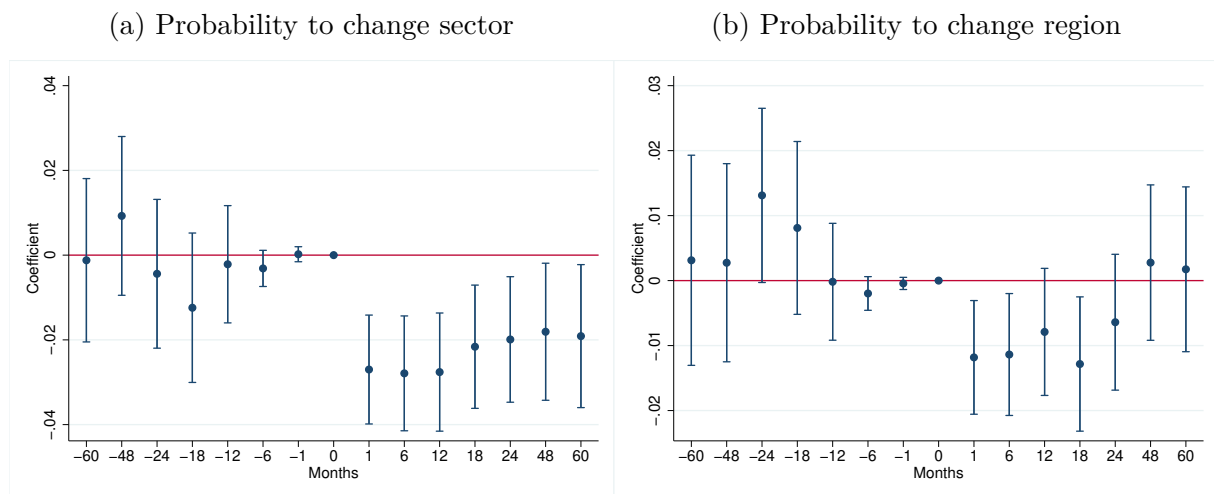 (a) Probability to change sector
.04
.02
0
−.02
−.04
Coefficient
−60 −48 −24 −18 −12 −6 −1 0 1 6 12 18 24 48 60
Months
(b) Probability to change region
.03
.02
.01
0
−.01
−.02
Coefficient
−60 −48 −24 −18 −12 −6 −1 0 1 6 12 18 24 48 60
Months